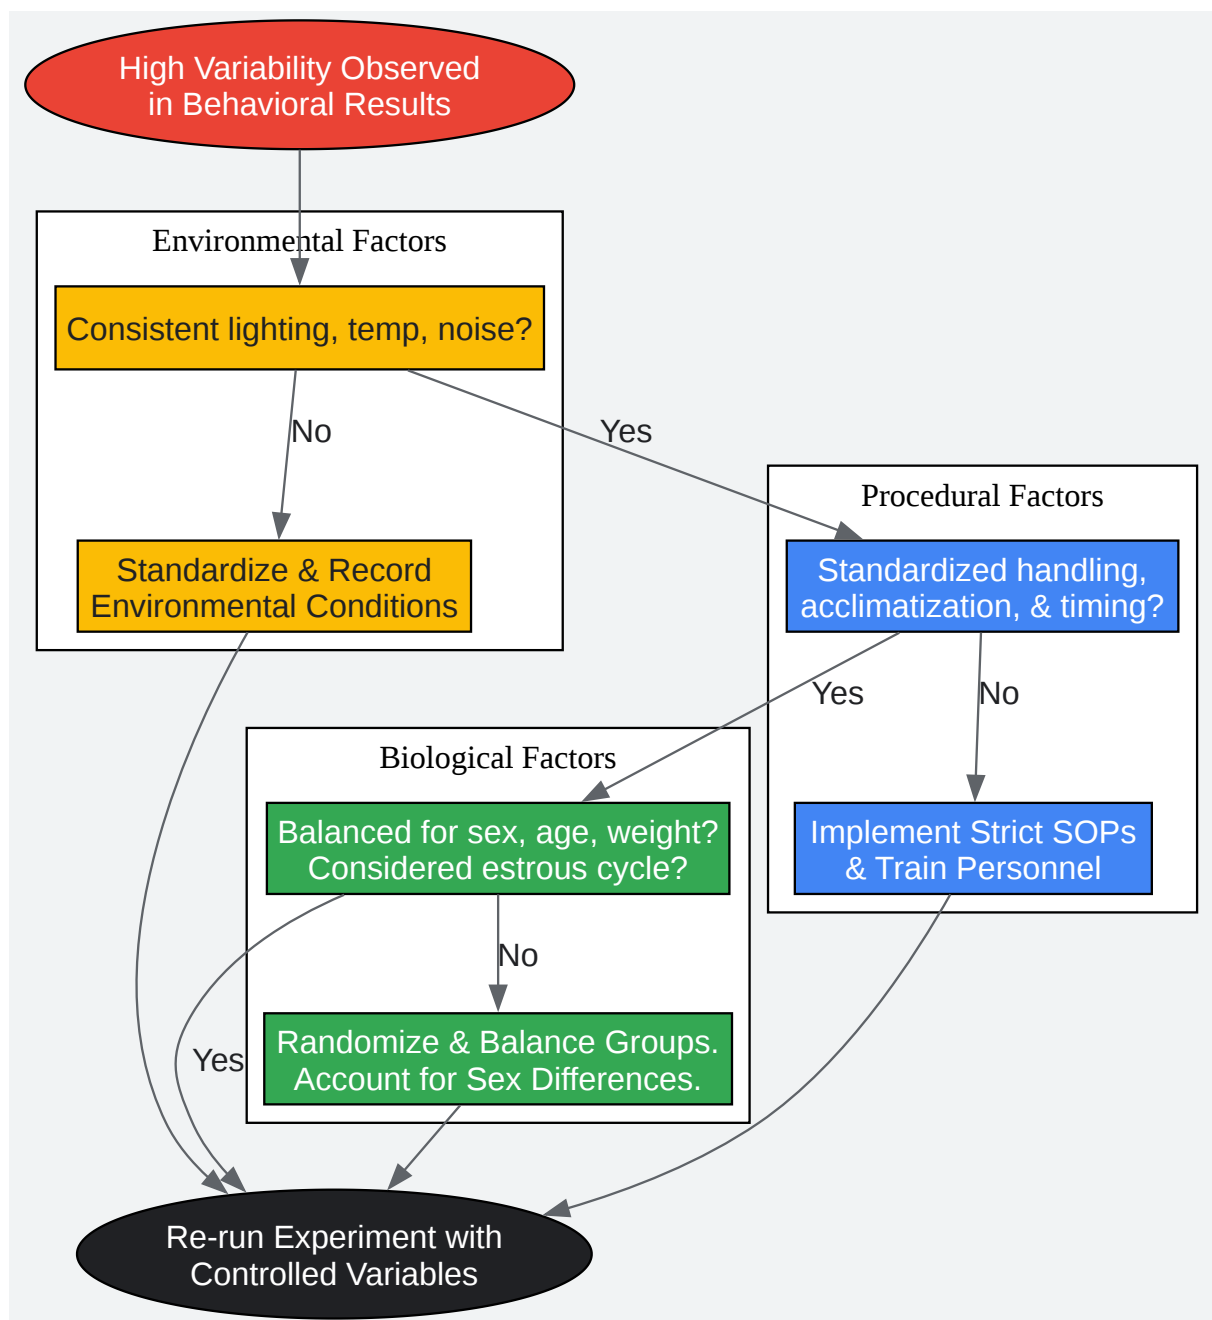 High Variability Observed
in Behavioral Results
Environmental Factors
Consistent lighting, temp, noise?
No
Yes
Standardize & Record
Environmental Conditions
Procedural Factors
Standardized handling,
acclimatization, & timing?
Yes
No
Implement Strict SOPs
& Train Personnel
Biological Factors
Balanced for sex, age, weight?
Considered estrous cycle?
No
Yes
Randomize & Balance Groups.
Account for Sex Differences.
Re-run Experiment with
Controlled Variables